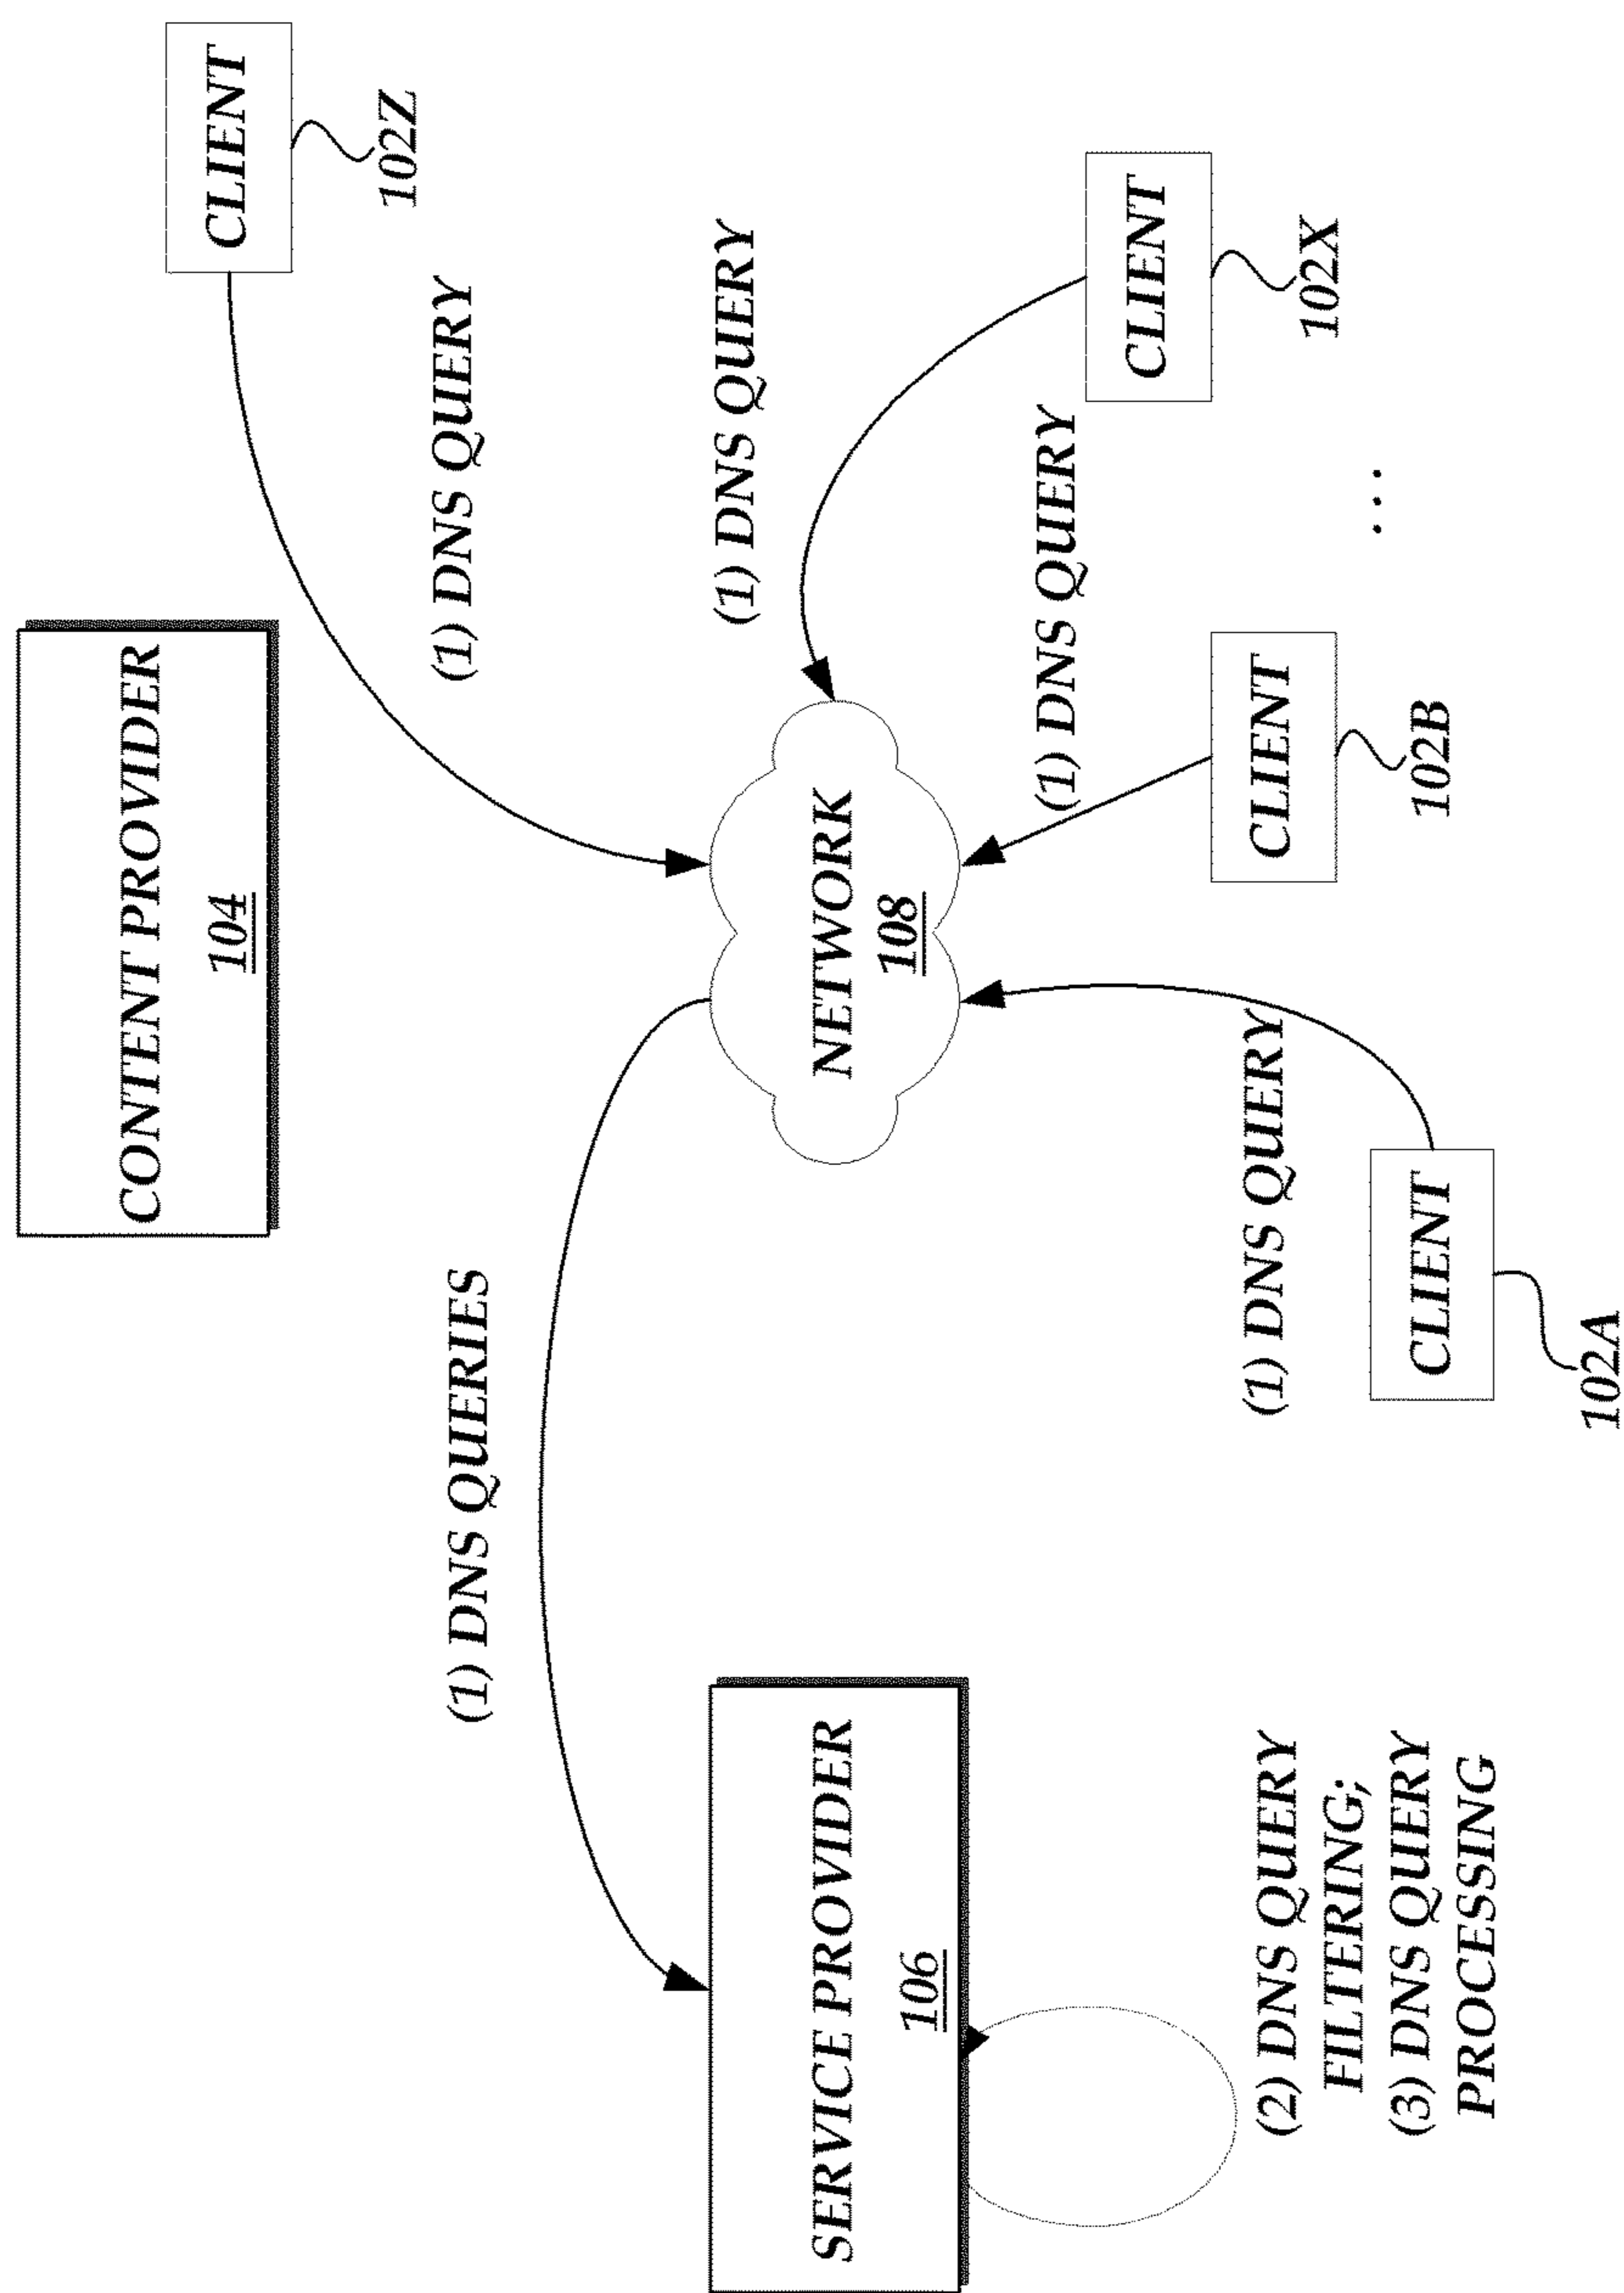 CONTENT PROVIDER
104
CLIENT
102Z
(1) DNS QUERY
(1) DNS QUERIES
(1) DNS QUERY
SERVICE PROVIDER
106
NETWORK
108
(1) DNS QUERY
CLIENT
102X
(2) DNS QUERY
FILTERING;
(3) DNS QUERY
PROCESSING
(1) DNS QUERY
CLIENT
102B
...
CLIENT
102A